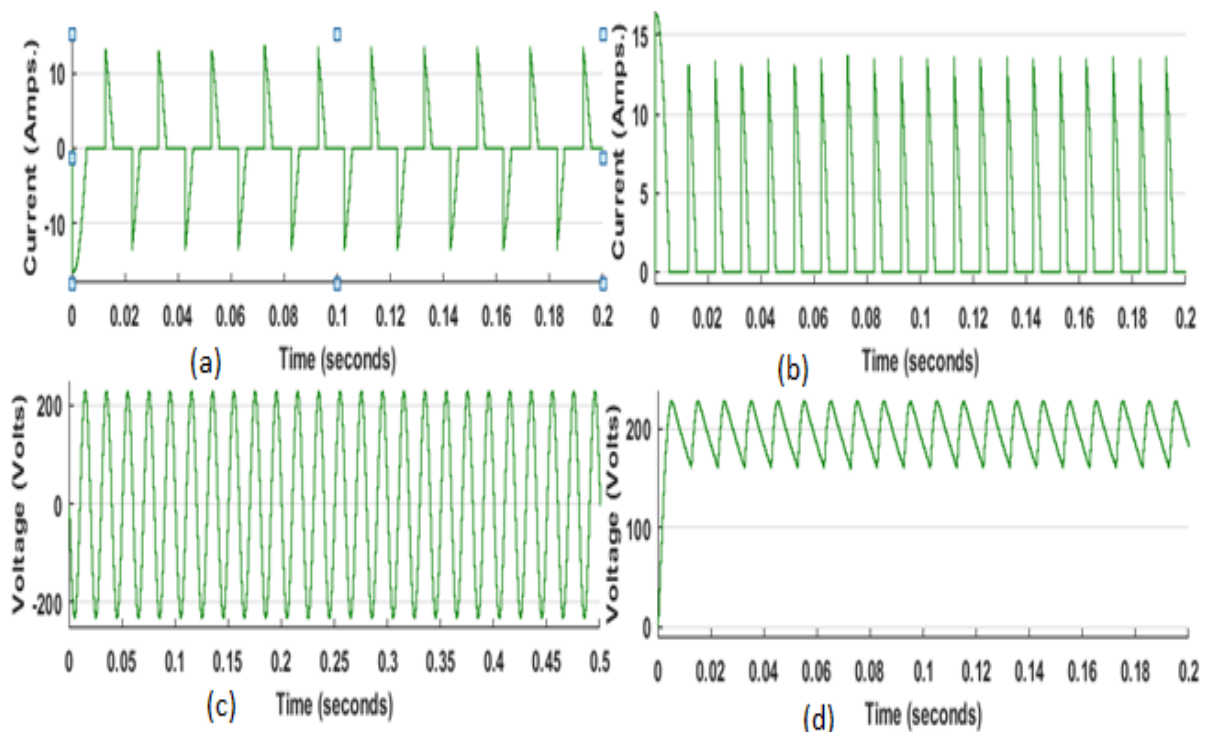 Current (Amps.)
10
0
-10
0 0.02 0.04 0.06 0.08 0.1 0.12 0.14 0.16 0.18 0.2
(a) Time (seconds)
Current (Amps.)
15
10
5
0
0 0.02 0.04 0.06 0.08 0.1 0.12 0.14 0.16 0.18 0.2
(b) Time (seconds)
Voltage (Volts)
200
0
-200
0 0.05 0.1 0.15 0.2 0.25 0.3 0.35 0.4 0.45 0.5
(c) Time (seconds)
Voltage (Volts)
200
100
0
0 0.02 0.04 0.06 0.08 0.1 0.12 0.14 0.16 0.18 0.2
(d) Time (seconds)